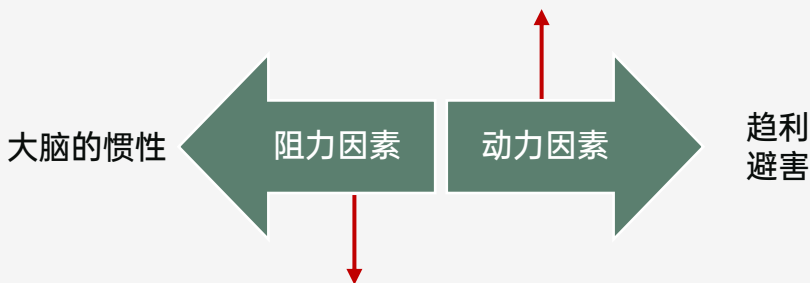 大脑的惯性
阻力因素
动力因素
趋利
避害